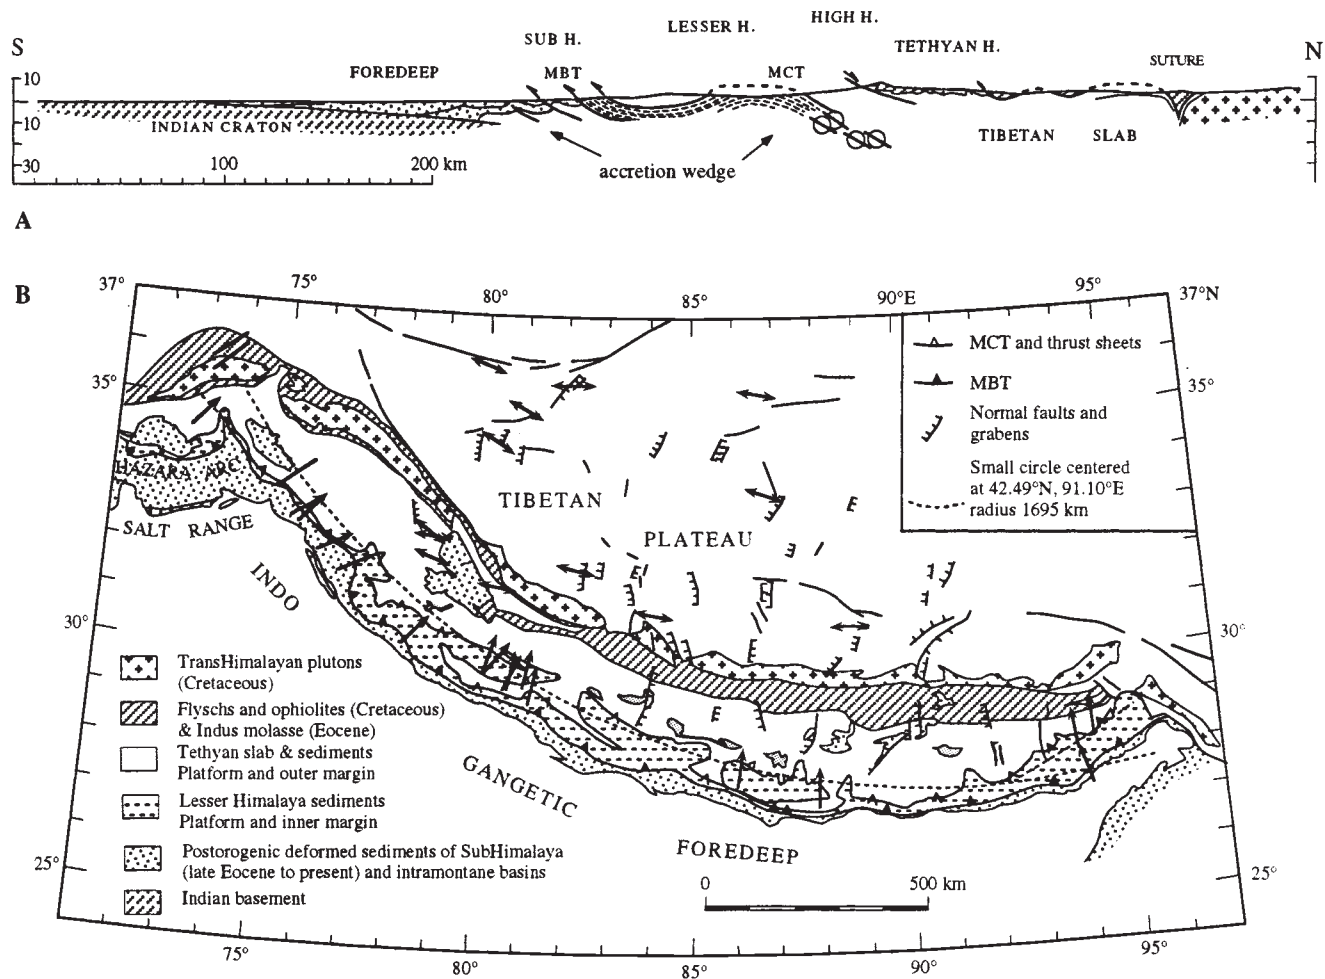 HIGH H.
LESSER H.
SUB H.
TETHYAN H.
S
N
SUTURE
FOREDEEP
MBT
MCT
10
10
10
10
INDIAN CRATON
TIBETAN SLAB
30
100
200 km
30
accretion wedge
A
B
37°
75°
80°
85°
90°E
95°
37°N
MCT and thrust sheets
MBT
Normal faults and
grabens
Small circle centered
at 42.49°N, 91.10°E
radius 1695 km
35°
35°
HAZARA ARC
SALT RANGE
TIBETAN
PLATEAU
INDO
GANGETIC
FOREDEEP
30°
30°
TransHimalayan plutons
(Cretaceous)
Flyschs and ophiolites (Cretaceous)
& Indus molasse (Eocene)
Tethyan slab & sediments
Platform and outer margin
Lesser Himalaya sediments
Platform and inner margin
Postorogenic deformed sediments of SubHimalaya
(late Eocene to present) and intramontane basins
Indian basement
25°
25°
0
500 km
75°
80°
85°
90°
95°